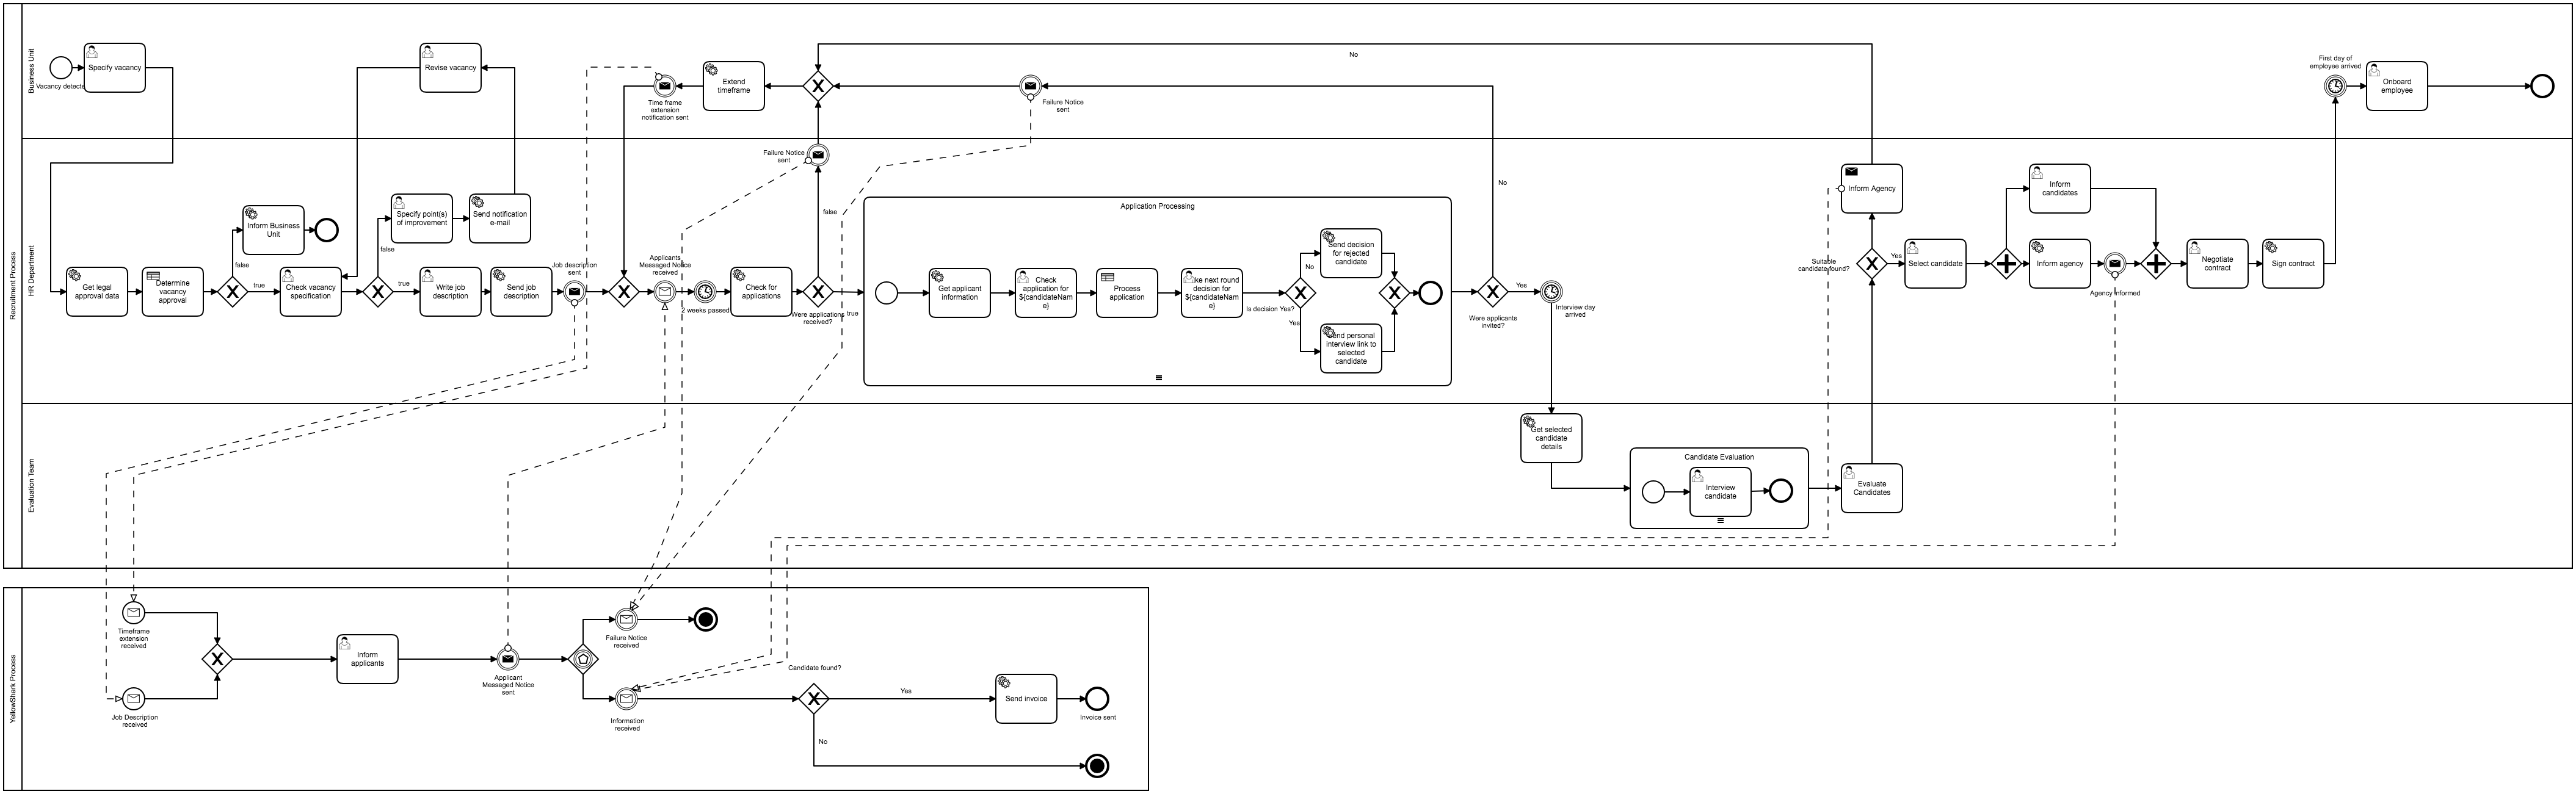 Recruitment Process
Business Unit
Specify vacancy
Vacancy detecte
Revise vacancy
Extend
timeframe
Time frame
extension
notification sent
Failure Notice
sent
No
First day of
employee arrived
Onboard
employee
HR Department
Get legal
approval data
Determine
vacancy
approval
false
true
Inform Business
Unit
Check vacancy
specification
false
true
Specify point(s)
of improvement
Send notification
e-mail
Write job
description
Send job
description
Job description
sent
Applicants
Messaged Notice
received
2 weeks passed
Check for
applications
Were applications
received?
false
true
Failure Notice
sent
Application Processing
Get applicant
information
Check
application for
${candidateNam
e}
Process
application
ke next round
decision for
${candidateNam
e}
Is decision Yes?
No
Yes
Send decision
for rejected
candidate
end personal
interview link to
selected
candidate
Were applicants
invited?
No
Yes
Interview day
arrived
Inform Agency
Suitable
candidate found?
Yes
Select candidate
Inform
candidates
Inform agency
Agency informed
Negotiate
contract
Sign contract
Evaluation Team
Get selected
candidate
details
Candidate Evaluation
Interview
candidate
Evaluate
Candidates
YellowShark Process
Timeframe
extension
received
Job Description
received
Inform
applicants
Applicant
Messaged Notice
sent
Failure Notice
received
Information
received
Candidate found?
Yes
No
Send invoice
Invoice sent